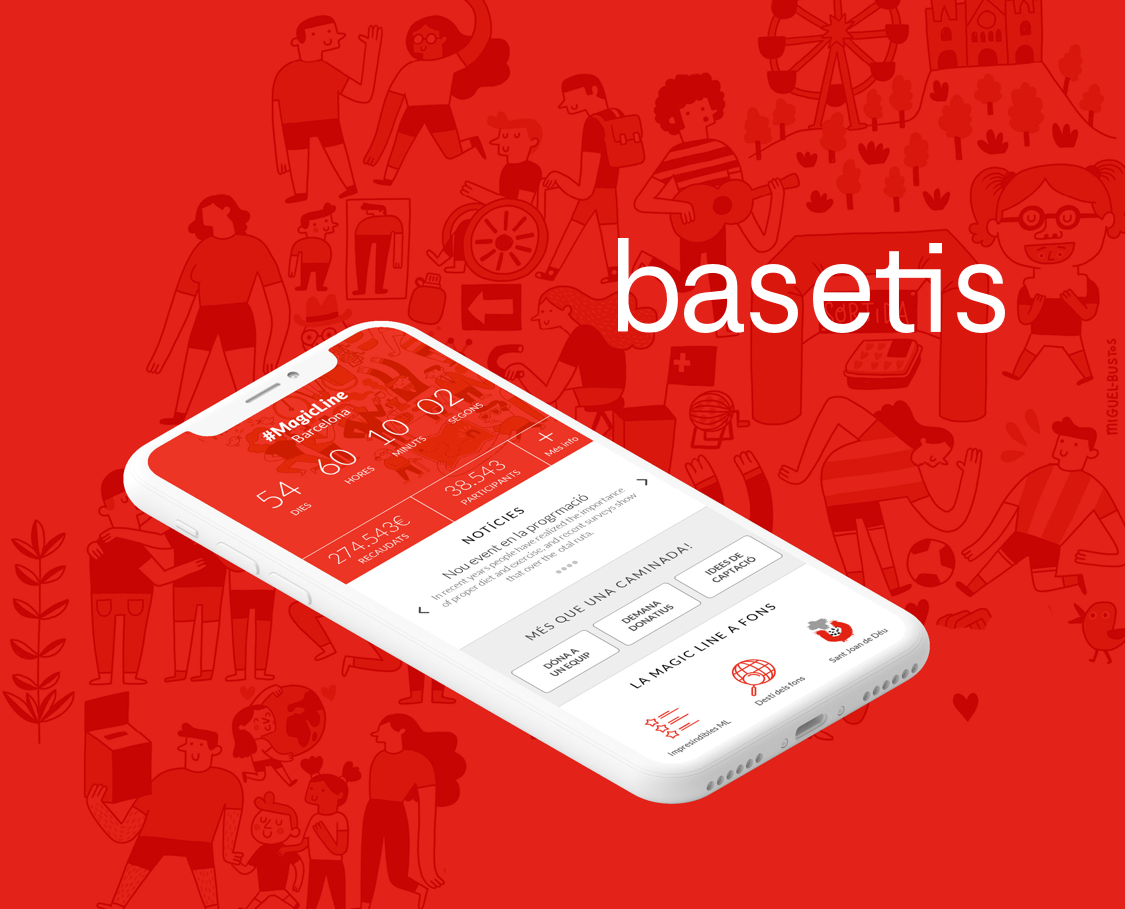 basetis
SORTIDA
MIGUEL-BUSTOS
#MagicLine
Barcelona
54 60 10 02
DIES HORES MINUTS SEGONS
274.543€ 38.543 +
RECAUDATS PARTICIPANTS Més info
NOTÍCIES
Nou event en la progrmació
In recent years people have realized the importance
of proper diet and exercise, and recent surveys show
that over the otal ruta.
MÉS QUE UNA CAMINADA!
DÓNA A
UN EQUIP
DEMANA
DONATIUS
IDEES DE
CAPTACIÓ
LA MAGIC LINE A FONS
Impresindibles ML
Destí dels fons
Sant Joan de Déu